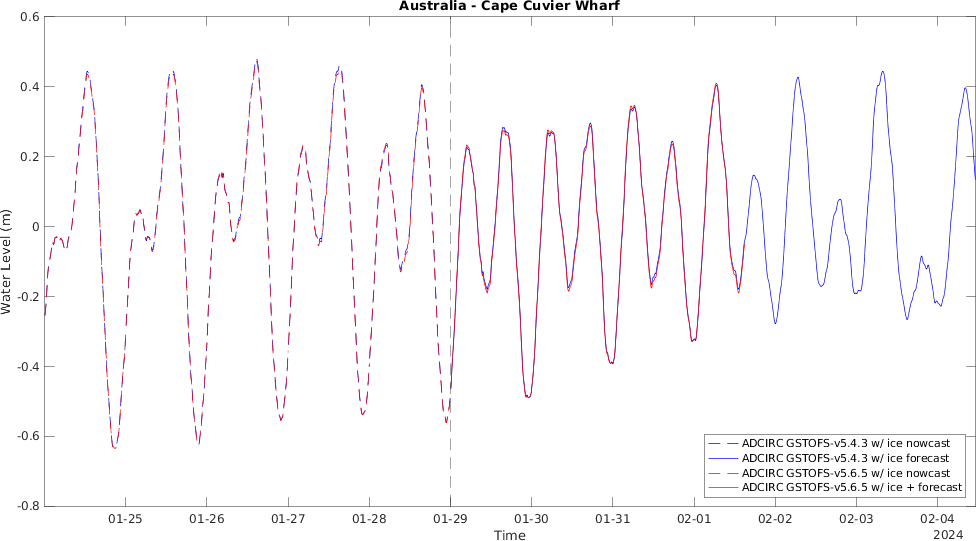 Australia - Cape Cuvier Wharf
0.6
0.4
0.2
0
-0.2
-0.4
-0.6
-0.8
Water Level (m)
ADCIRC GSTOFS-v5.4.3 w/ ice nowcast
ADCIRC GSTOFS-v5.4.3 w/ ice forecast
ADCIRC GSTOFS-v5.6.5 w/ ice nowcast
ADCIRC GSTOFS-v5.6.5 w/ ice + forecast
01-25 01-26 01-27 01-28 01-29 01-30 01-31 02-01 02-02 02-03 02-04
Time
2024